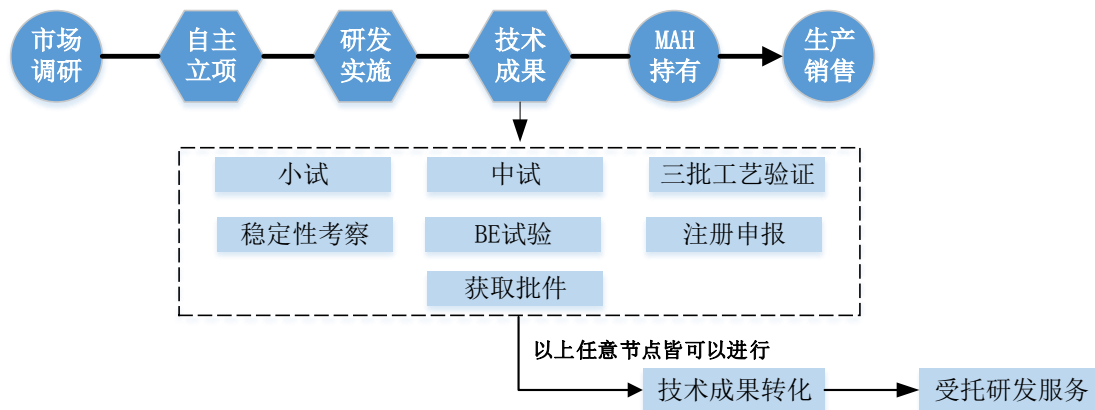 市场
调研
自主
立项
研发
实施
技术
成果
MAH
持有
生产
销售
小试
中试
三批工艺验证
稳定性考察
BE试验
注册申报
获取批件
以上任意节点皆可以进行
技术成果转化
受托研发服务